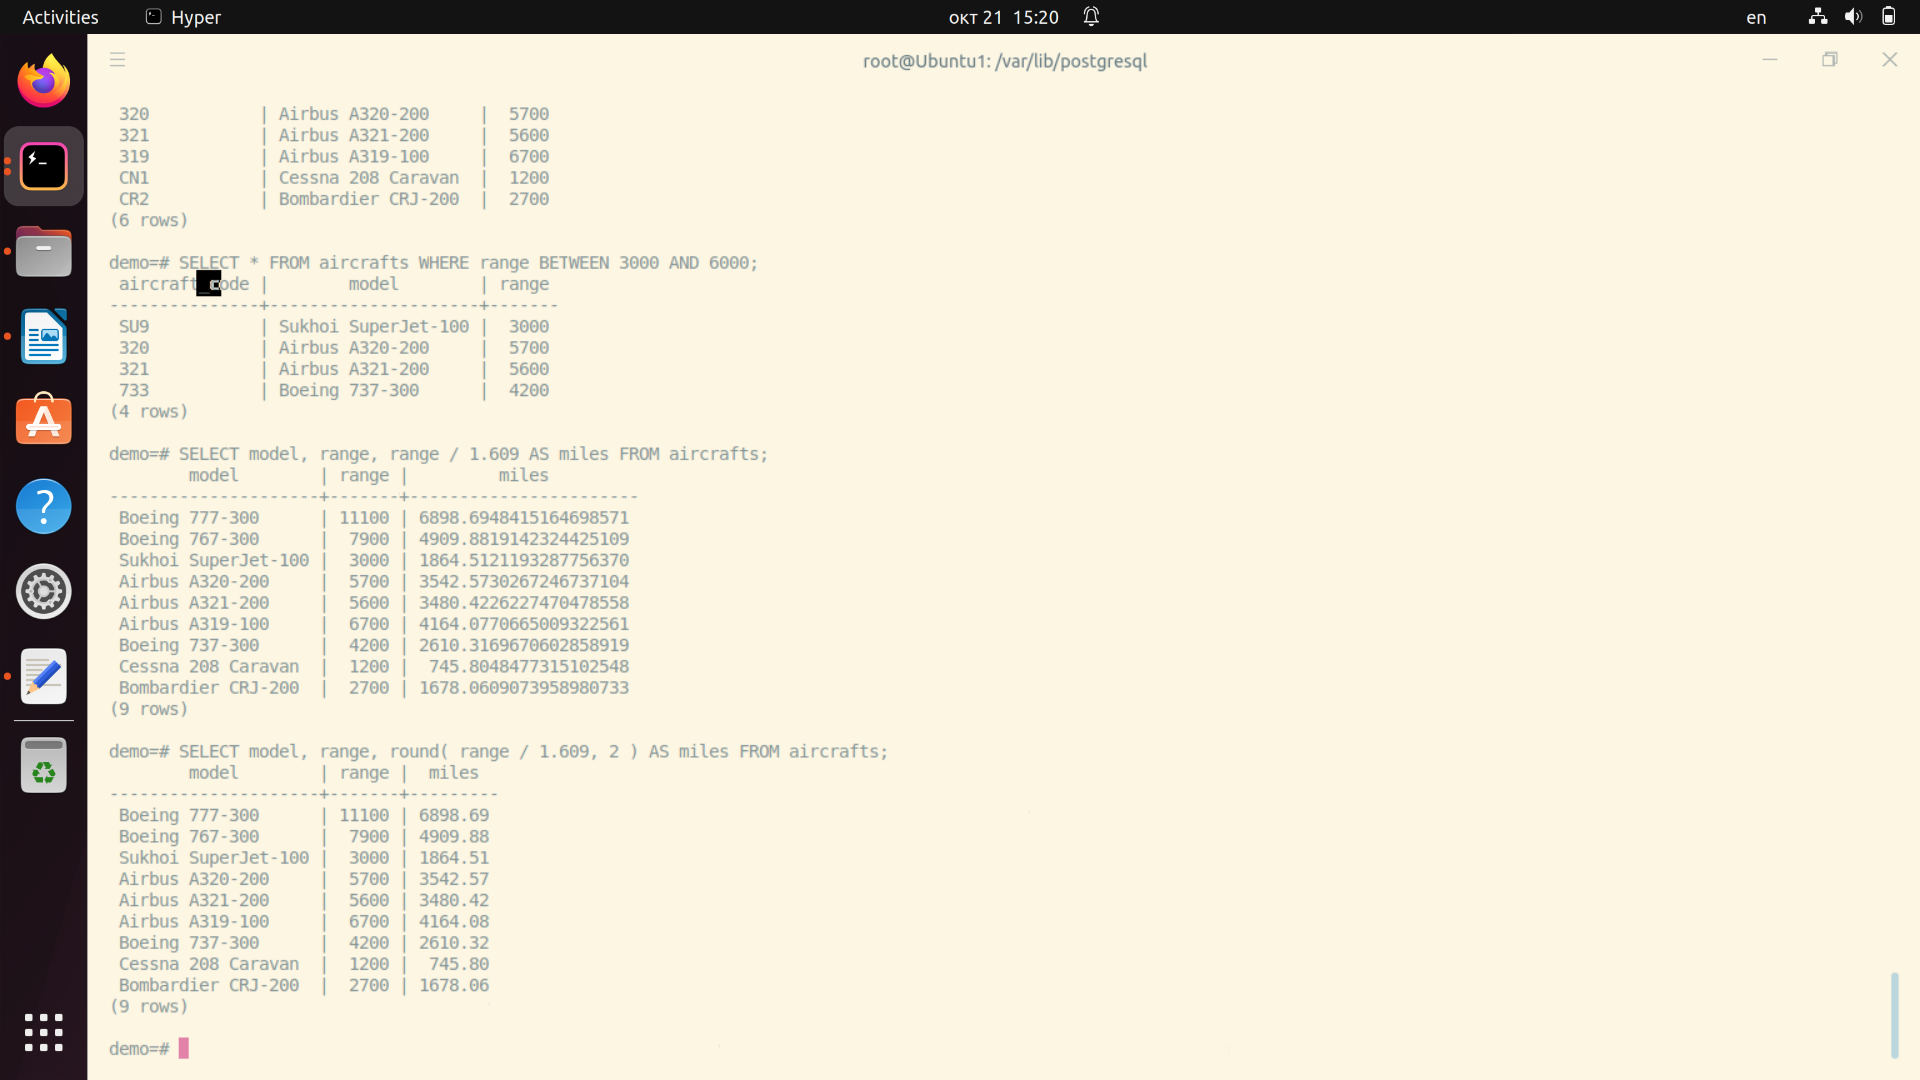 Activities Hyper окт 21 15:20 en
root@Ubuntu1: /var/lib/postgresql
 320           | Airbus A320-200     |  5700
 321           | Airbus A321-200     |  5600
 319           | Airbus A319-100     |  6700
 CN1           | Cessna 208 Caravan  |  1200
 CR2           | Bombardier CRJ-200  |  2700
(6 rows)
demo=# SELECT * FROM aircrafts WHERE range BETWEEN 3000 AND 6000;
 aircraft_code |        model        | range
---------------+---------------------+-------
 SU9           | Sukhoi SuperJet-100 |  3000
 320           | Airbus A320-200     |  5700
 321           | Airbus A321-200     |  5600
 733           | Boeing 737-300      |  4200
(4 rows)
demo=# SELECT model, range, range / 1.609 AS miles FROM aircrafts;
        model        | range |         miles
---------------------+-------+-----------------------
 Boeing 777-300      | 11100 | 6898.6948415164698571
 Boeing 767-300      |  7900 | 4909.8819142324425109
 Sukhoi SuperJet-100 |  3000 | 1864.5121193287756370
 Airbus A320-200     |  5700 | 3542.5730267246737104
 Airbus A321-200     |  5600 | 3480.4226227470478558
 Airbus A319-100     |  6700 | 4164.0770665009322561
 Boeing 737-300      |  4200 | 2610.3169670602858919
 Cessna 208 Caravan  |  1200 |  745.8048477315102548
 Bombardier CRJ-200  |  2700 | 1678.0609073958980733
(9 rows)
demo=# SELECT model, range, round( range / 1.609, 2 ) AS miles FROM aircrafts;
        model        | range |  miles
---------------------+-------+---------
 Boeing 777-300      | 11100 | 6898.69
 Boeing 767-300      |  7900 | 4909.88
 Sukhoi SuperJet-100 |  3000 | 1864.51
 Airbus A320-200     |  5700 | 3542.57
 Airbus A321-200     |  5600 | 3480.42
 Airbus A319-100     |  6700 | 4164.08
 Boeing 737-300      |  4200 | 2610.32
 Cessna 208 Caravan  |  1200 |  745.80
 Bombardier CRJ-200  |  2700 | 1678.06
(9 rows)
demo=#